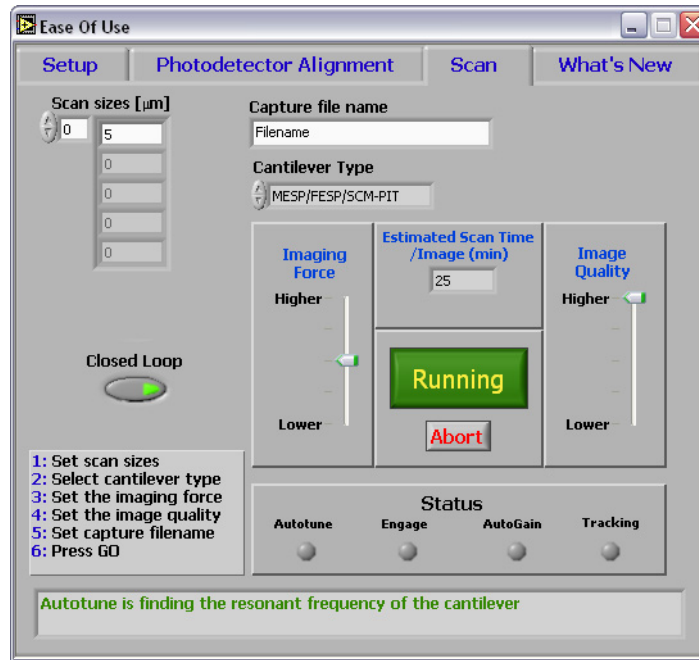 Ease Of Use
Setup
Photodetector Alignment
Scan
What's New
Scan sizes [µm]
0
5
0
0
0
0
Capture file name
Filename
Cantilever Type
MESP/FESP/SCM-PIT
Imaging
Force
Higher
Lower
Estimated Scan Time
/Image (min)
25
Running
Abort
Image
Quality
Higher
Lower
Closed Loop
1: Set scan sizes
2: Select cantilever type
3: Set the imaging force
4: Set the image quality
5: Set capture filename
6: Press GO
Status
Autotune Engage AutoGain Tracking
Autotune is finding the resonant frequency of the cantilever